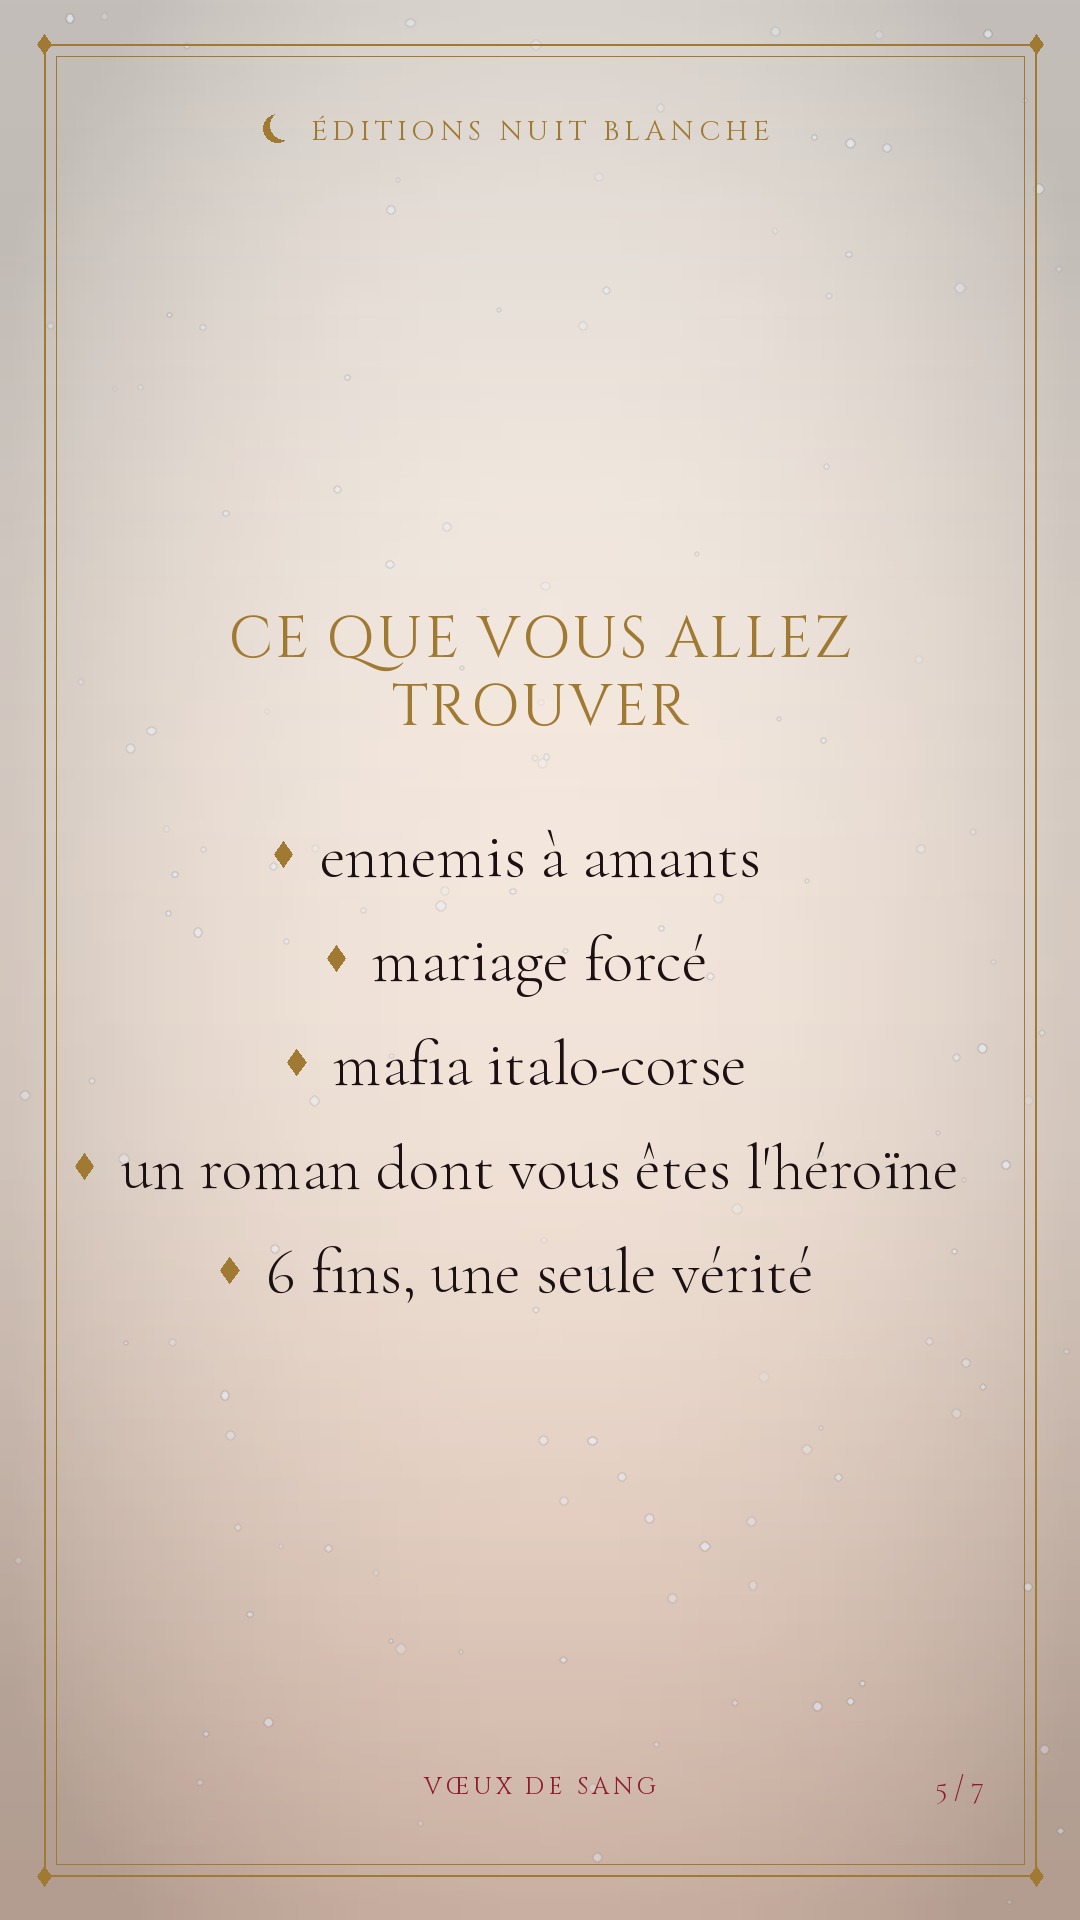 ÉDITIONS NUIT BLANCHE
CE QUE VOUS ALLEZ
TROUVER
ennemis à amants
mariage forcé
mafia italo-corse
un roman dont vous êtes l'héroïne
6 fins, une seule vérité
VŒUX DE SANG
5/7